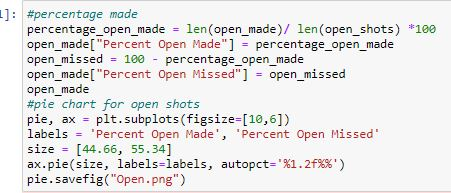 ]:
#percentage made
percentage_open_made = len(open_made)/ len(open_shots) *100
open_made["Percent Open Made"] = percentage_open_made
open_missed = 100 - percentage_open_made
open_made["Percent Open Missed"] = open_missed
open_made
#pie chart for open shots
pie, ax = plt.subplots(figsize=[10,6])
labels = 'Percent Open Made', 'Percent Open Missed'
size = [44.66, 55.34]
ax.pie(size, labels=labels, autopct='%1.2f%%')
pie.savefig("Open.png")